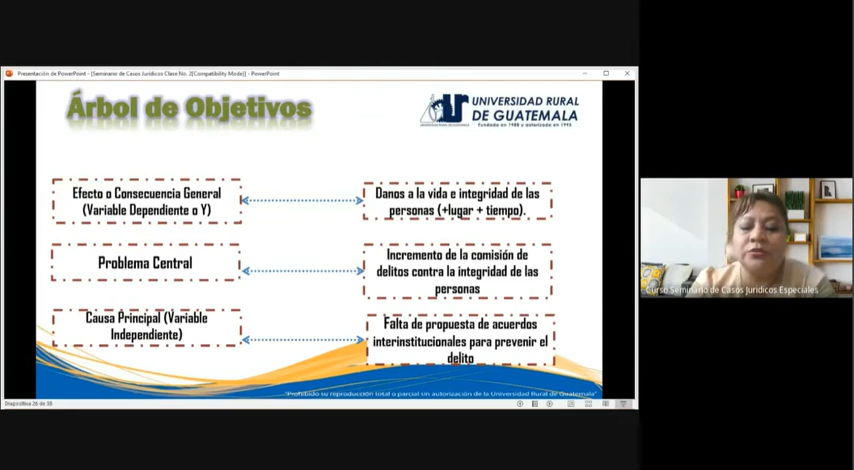 Presentación de PowerPoint - [Seminario de Casos Jurídicos Clase No. 2[Compatibility Mode]] - PowerPoint
Árbol de Objetivos
UNIVERSIDAD RURAL
DE GUATEMALA
Fundada en 1988 y autorizada en 1995
Efecto o Consecuencia General
(Variable Dependiente o Y)
Danos a la vida e integridad de las
personas (+lugar + tiempo).
Problema Central
Incremento de la comisión de
delitos contra la integridad de las
personas
Causa Principal (Variable
Independiente)
Falta de propuesta de acuerdos
interinstitucionales para prevenir el
delito
"Prohibido su reproducción total o parcial sin autorización de la Universidad Rural de Guatemala"
Diapositiva 26 de 38
Curso Seminario de Casos Jurídicos Especiales